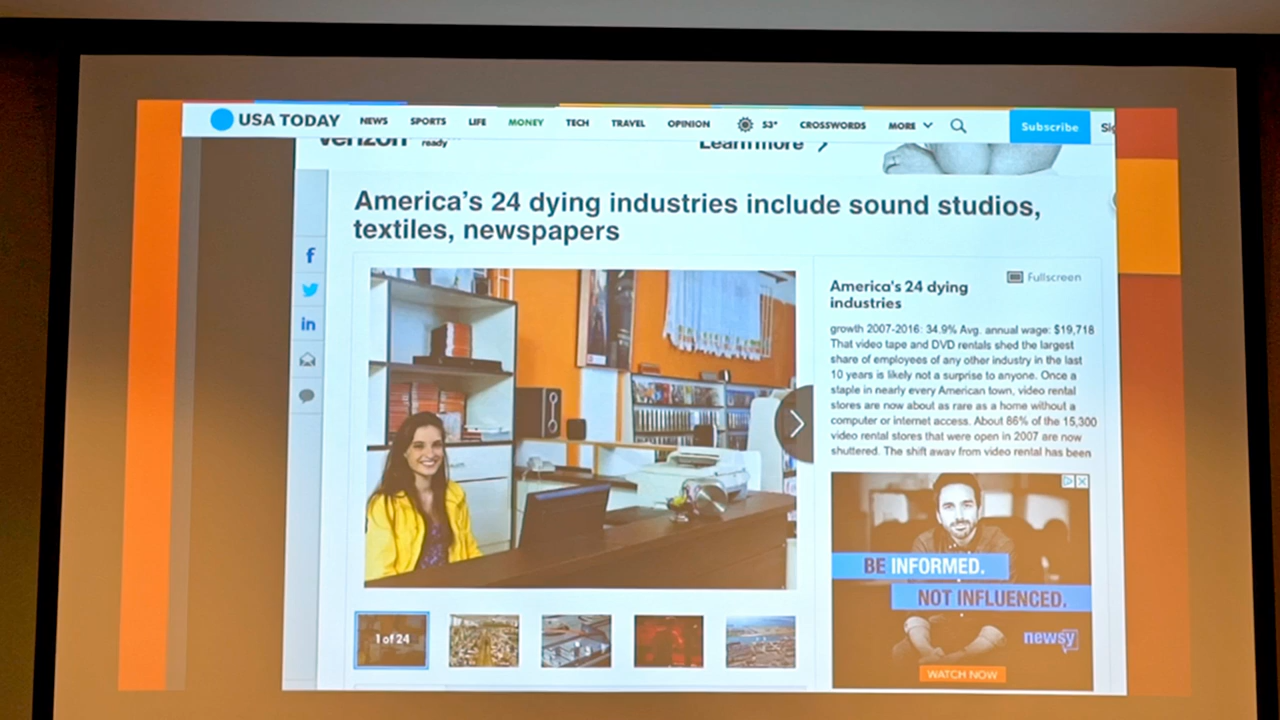 USA TODAY NEWS SPORTS LIFE MONEY TECH TRAVEL OPINION 53° CROSSWORDS MORE Subscribe
verizon ready Learn more
America's 24 dying industries include sound studios,
textiles, newspapers
Fullscreen
America's 24 dying
industries
growth 2007-2016: 34.9% Avg. annual wage: $19,718
That video tape and DVD rentals shed the largest
share of employees of any other industry in the last
10 years is likely not a surprise to anyone. Once a
staple in nearly every American town, video rental
stores are now about as rare as a home without a
computer or internet access. About 86% of the 15,300
video rental stores that were open in 2007 are now
shuttered. The shift away from video rental has been
BE INFORMED.
NOT INFLUENCED.
newsy
WATCH NOW
1 of 24
f
in